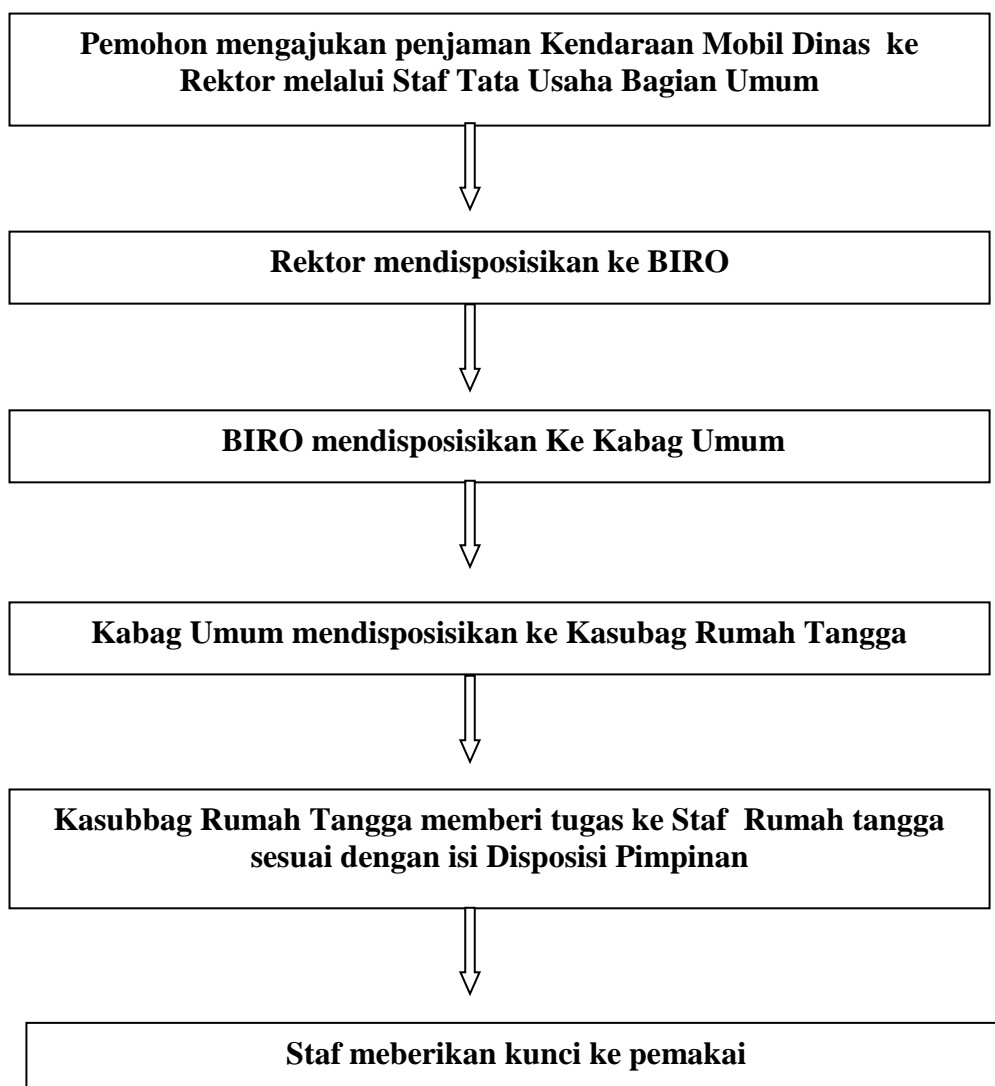 Pemohon mengajukan penjaman Kendaraan Mobil Dinas ke
Rektor melalui Staf Tata Usaha Bagian Umum
Rektor mendisposisikan ke BIRO
BIRO mendisposisikan Ke Kabag Umum
Kabag Umum mendisposisikan ke Kasubag Rumah Tangga
Kasubbag Rumah Tangga memberi tugas ke Staf Rumah tangga
sesuai dengan isi Disposisi Pimpinan
Staf meberikan kunci ke pemakai